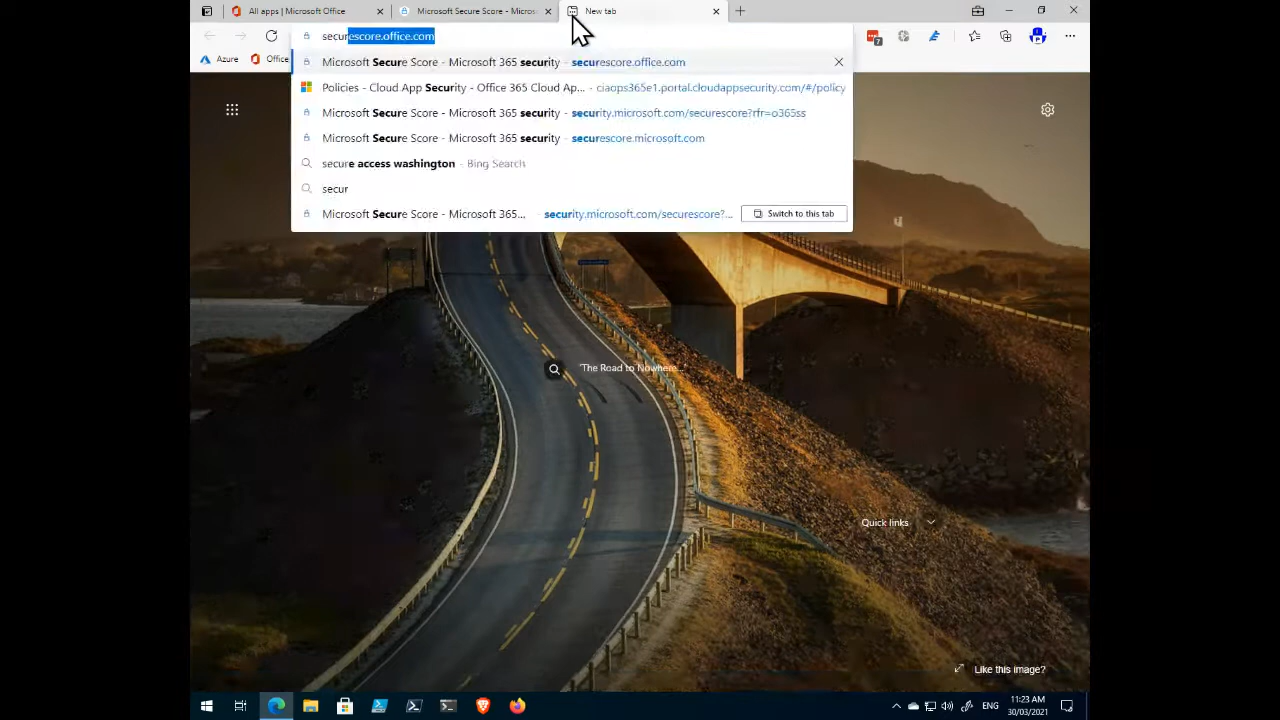 All apps | Microsoft Office
Microsoft Secure Score - Micros
New tab
securescore.office.com
7
Azure
Office
Microsoft Secure Score - Microsoft 365 security - securescore.office.com
Policies - Cloud App Security - Office 365 Cloud Ap... - ciaops365e1.portal.cloudappsecurity.com/#/policy
Microsoft Secure Score - Microsoft 365 security - security.microsoft.com/securescore?rfr=o365ss
Microsoft Secure Score - Microsoft 365 security - securescore.microsoft.com
secure access washington - Bing Search
secur
Microsoft Secure Score - Microsoft 365... - security.microsoft.com/securescore?...
Switch to this tab
"The Road to Nowhere..."
Quick links
Like this image?
ENG
11:23 AM
30/03/2021